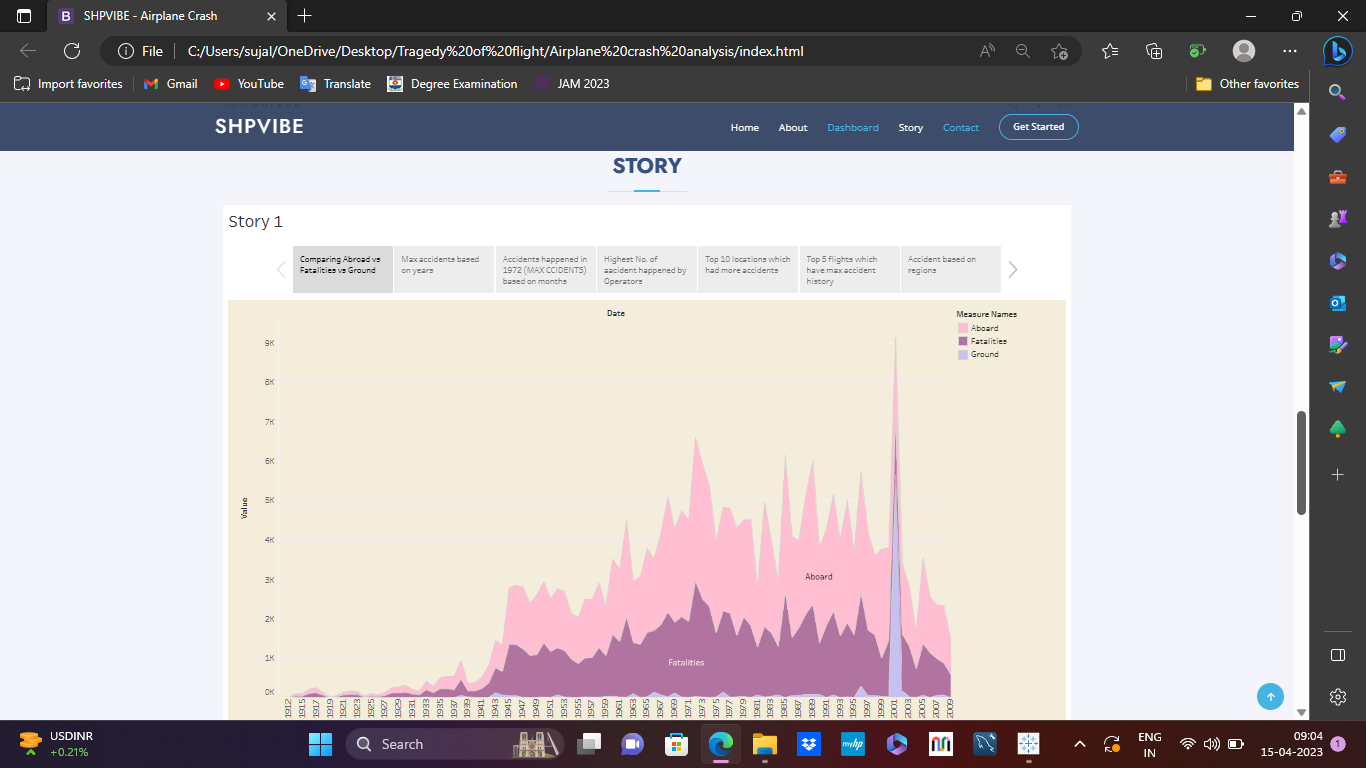 SHPVIBE - Airplane Crash
File
C:/Users/sujal/OneDrive/Desktop/Tragedy%20of%20flight/Airplane%20crash%20analysis/index.html
Import favorites
Gmail
YouTube
Translate
Degree Examination
JAM 2023
Other favorites
SHPVIBE
Home
About
Dashboard
Story
Contact
Get Started
STORY
Story 1
Comparing Abroad vs
Fatalities vs Ground
Max accidents based
on years
Accidents happened in
1972 (MAX CCIDENTS)
based on months
Highest No. of
aacident happened by
Operators
Top 10 locations which
had more accidents
Top 5 flights which
have max accident
history
Accident based on
regions
Date
Measure Names
Aboard
Fatalities
Ground
9K
8K
7K
6K
5K
4K
3K
2K
1K
0K
Value
Aboard
Fatalities
1912
1915
1917
1919
1921
1923
1925
1927
1929
1931
1933
1935
1937
1939
1941
1943
1945
1947
1949
1951
1953
1955
1957
1959
1961
1963
1965
1967
1969
1971
1973
1975
1977
1979
1981
1983
1985
1987
1989
1991
1993
1995
1997
1999
2001
2003
2005
2007
2009
USDINR
+0.21%
Search
myhp
ENG
IN
09:04
15-04-2023
1